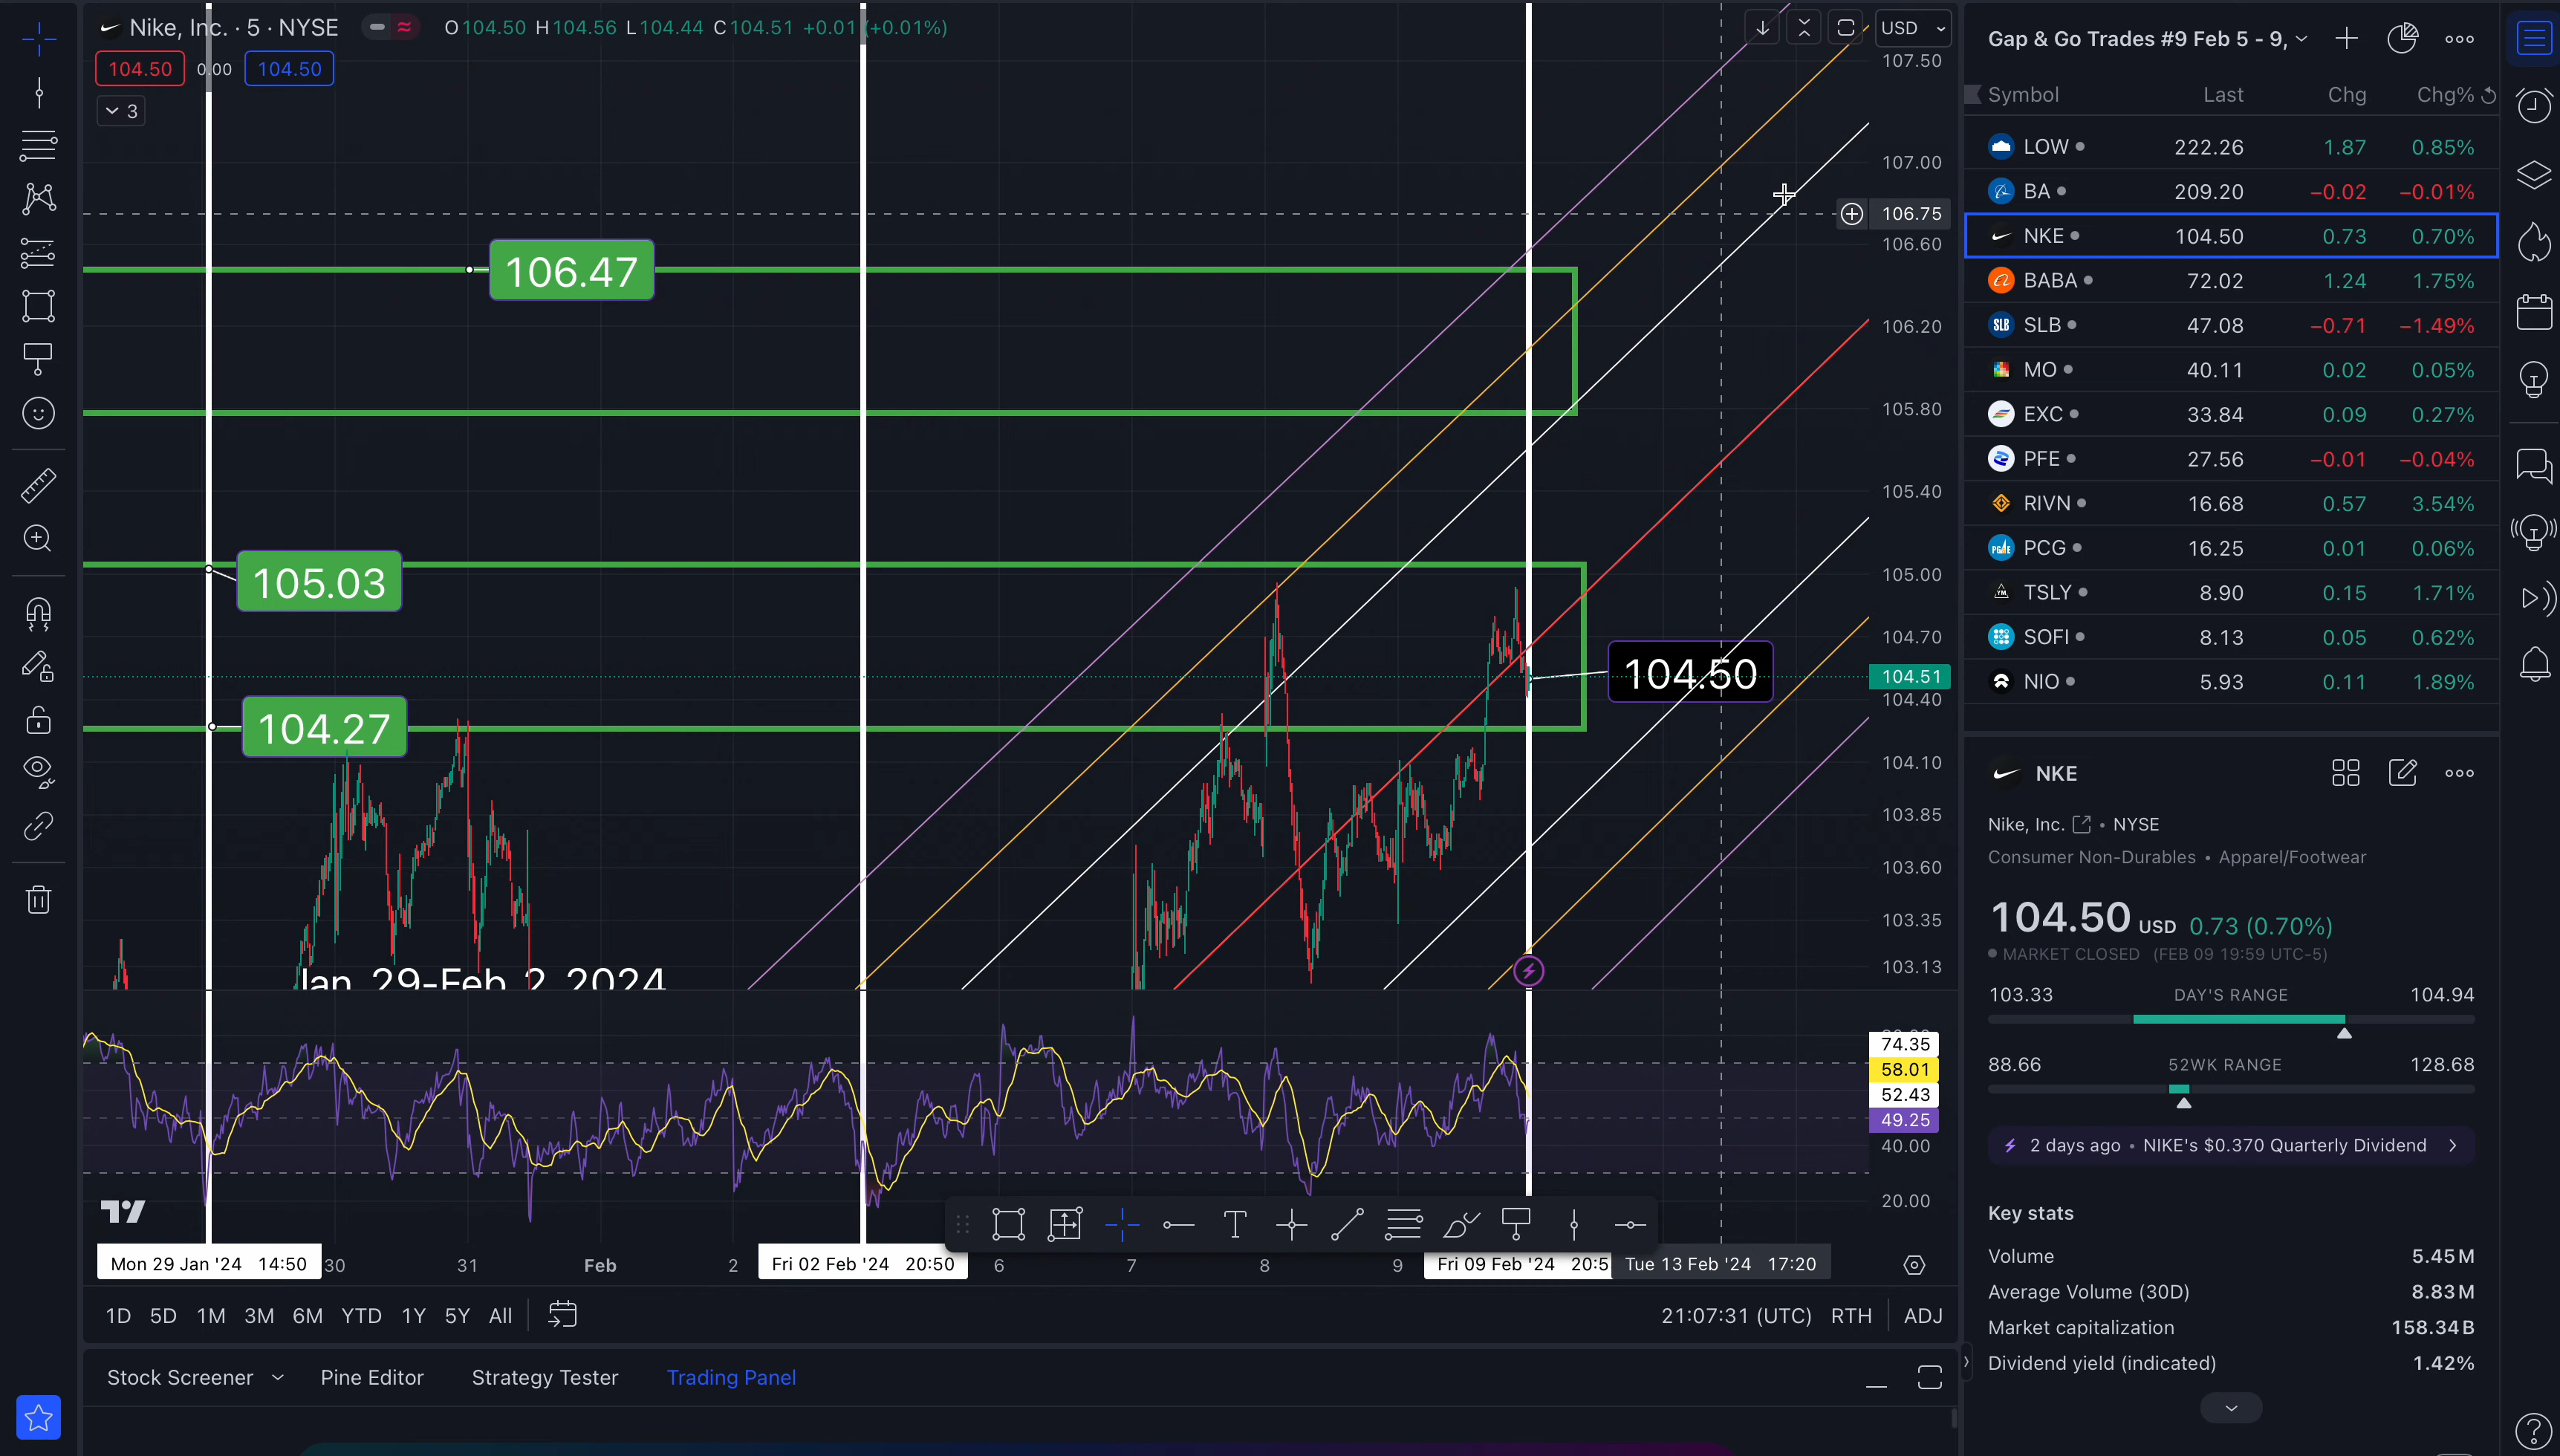 Nike, Inc. · 5 · NYSE
O104.50 H104.56 L104.44 C104.51 +0.01 (+0.01%)
104.50 0.00 104.50
3
USD
107.50
107.00
106.75
106.60
106.20
105.80
105.40
105.00
104.70
104.51
104.40
104.10
103.85
103.60
103.35
103.13
106.47
105.03
104.27
104.50
Jan 29-Feb 2 2024
74.35
58.01
52.43
49.25
40.00
20.00
Mon 29 Jan '24 14:50
30
31
Feb
2
Fri 02 Feb '24 20:50
6
7
8
9
Fri 09 Feb '24 20:5
Tue 13 Feb '24 17:20
1D 5D 1M 3M 6M YTD 1Y 5Y All
21:07:31 (UTC) RTH ADJ
Stock Screener Pine Editor Strategy Tester Trading Panel
Gap & Go Trades #9 Feb 5 - 9,
Symbol Last Chg Chg%
LOW 222.26 1.87 0.85%
BA 209.20 −0.02 −0.01%
NKE 104.50 0.73 0.70%
BABA 72.02 1.24 1.75%
SLB 47.08 −0.71 −1.49%
MO 40.11 0.02 0.05%
EXC 33.84 0.09 0.27%
PFE 27.56 −0.01 −0.04%
RIVN 16.68 0.57 3.54%
PCG 16.25 0.01 0.06%
TSLY 8.90 0.15 1.71%
SOFI 8.13 0.05 0.62%
NIO 5.93 0.11 1.89%
NKE
Nike, Inc. • NYSE
Consumer Non-Durables • Apparel/Footwear
104.50 USD 0.73 (0.70%)
MARKET CLOSED (FEB 09 19:59 UTC-5)
103.33 DAY'S RANGE 104.94
88.66 52WK RANGE 128.68
2 days ago • NIKE's $0.370 Quarterly Dividend
Key stats
Volume 5.45M
Average Volume (30D) 8.83M
Market capitalization 158.34B
Dividend yield (indicated) 1.42%